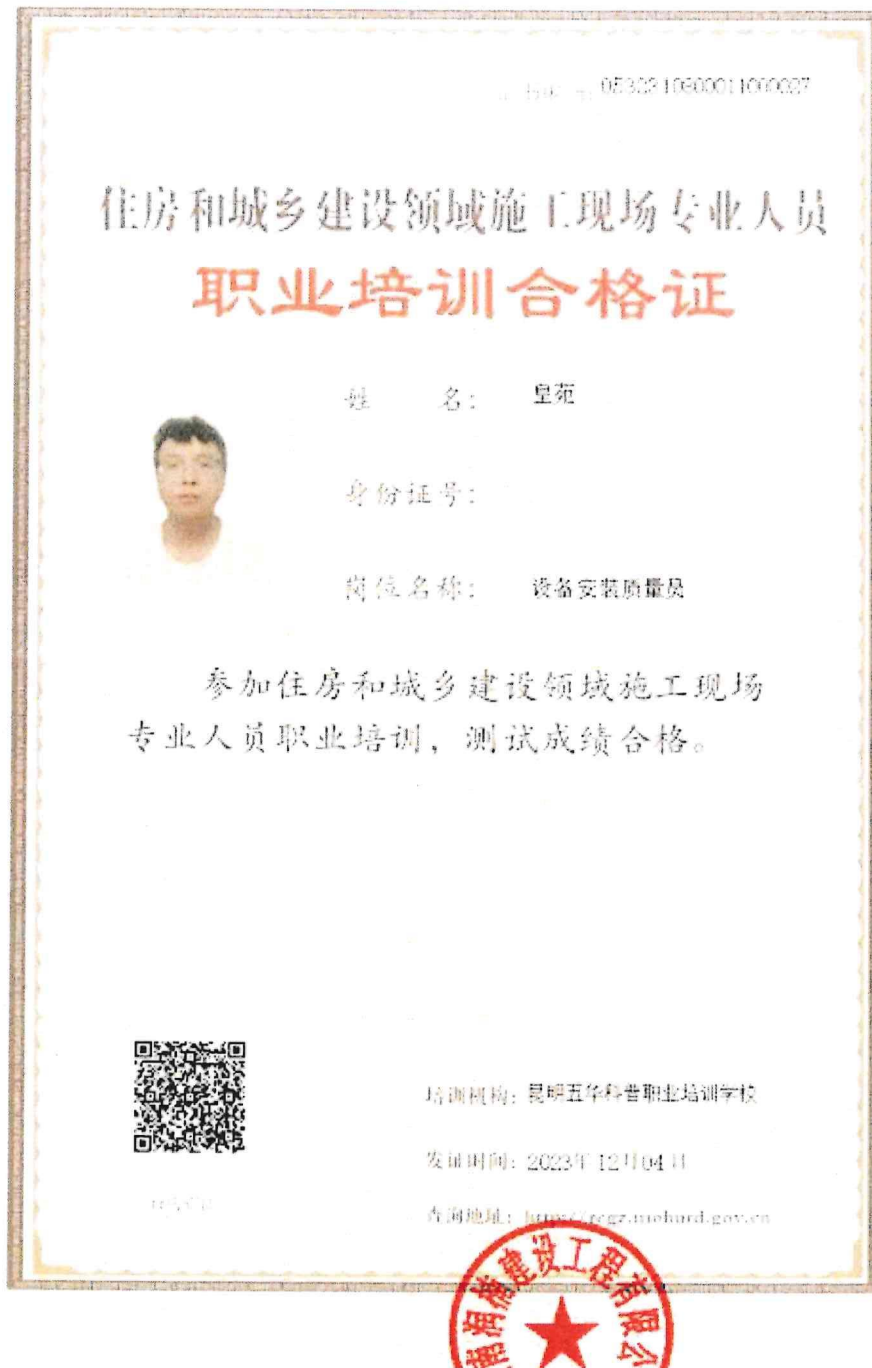 住房和城乡建设领域施工现场专业人员
职业培训合格证
姓 名: 皇苑
身份证号:
岗位名称: 设备安装质量员
参加住房和城乡建设领域施工现场
专业人员职业培训,测试成绩合格。
培训机构: 昆明五华科普职业培训学校
发证时间: 2023年12月04日
查询地址: http://rcgz.mohurd.gov.cn
建设工程有限公